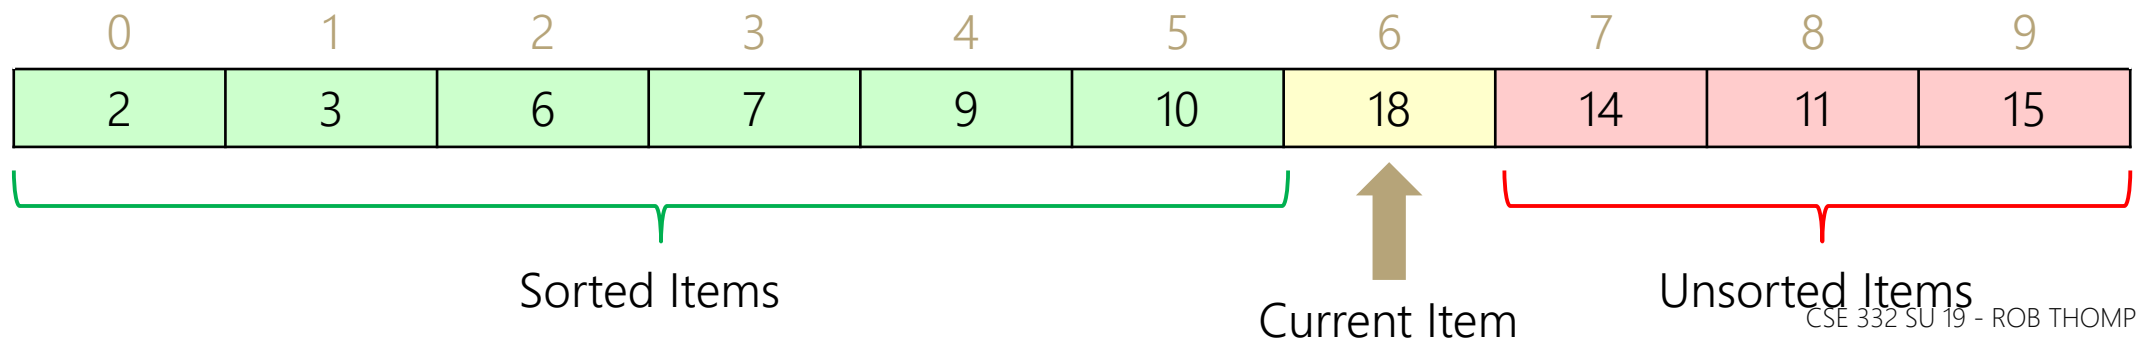 0 1 2 3 4 5 6 7 8 9
2 3 6 7 9 10 18 14 11 15
Sorted Items
Unsorted Items
Current Item
CSE 332 SU 19 - ROB THOMP